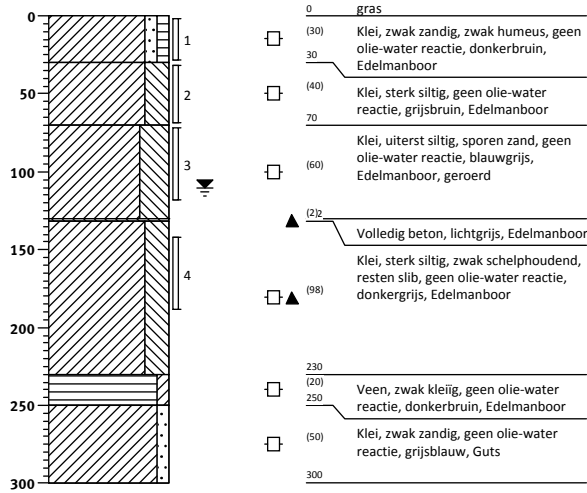 0
50
100
150
200
250
300
1
2
3
4
0 gras
(30) Klei, zwak zandig, zwak humeus, geen
olie-water reactie, donkerbruin,
30 Edelmanboor
(40) Klei, sterk siltig, geen olie-water
reactie, grijsbruin, Edelmanboor
70
Klei, uiterst siltig, sporen zand, geen
(60) olie-water reactie, blauwgrijs,
Edelmanboor, geroerd
(2)2
Volledig beton, lichtgrijs, Edelmanboor
Klei, sterk siltig, zwak schelphoudend,
resten slib, geen olie-water reactie,
(98) donkergrijs, Edelmanboor
230
(20) Veen, zwak kleiïg, geen olie-water
250 reactie, donkerbruin, Edelmanboor
(50) Klei, zwak zandig, geen olie-water
reactie, grijsblauw, Guts
300